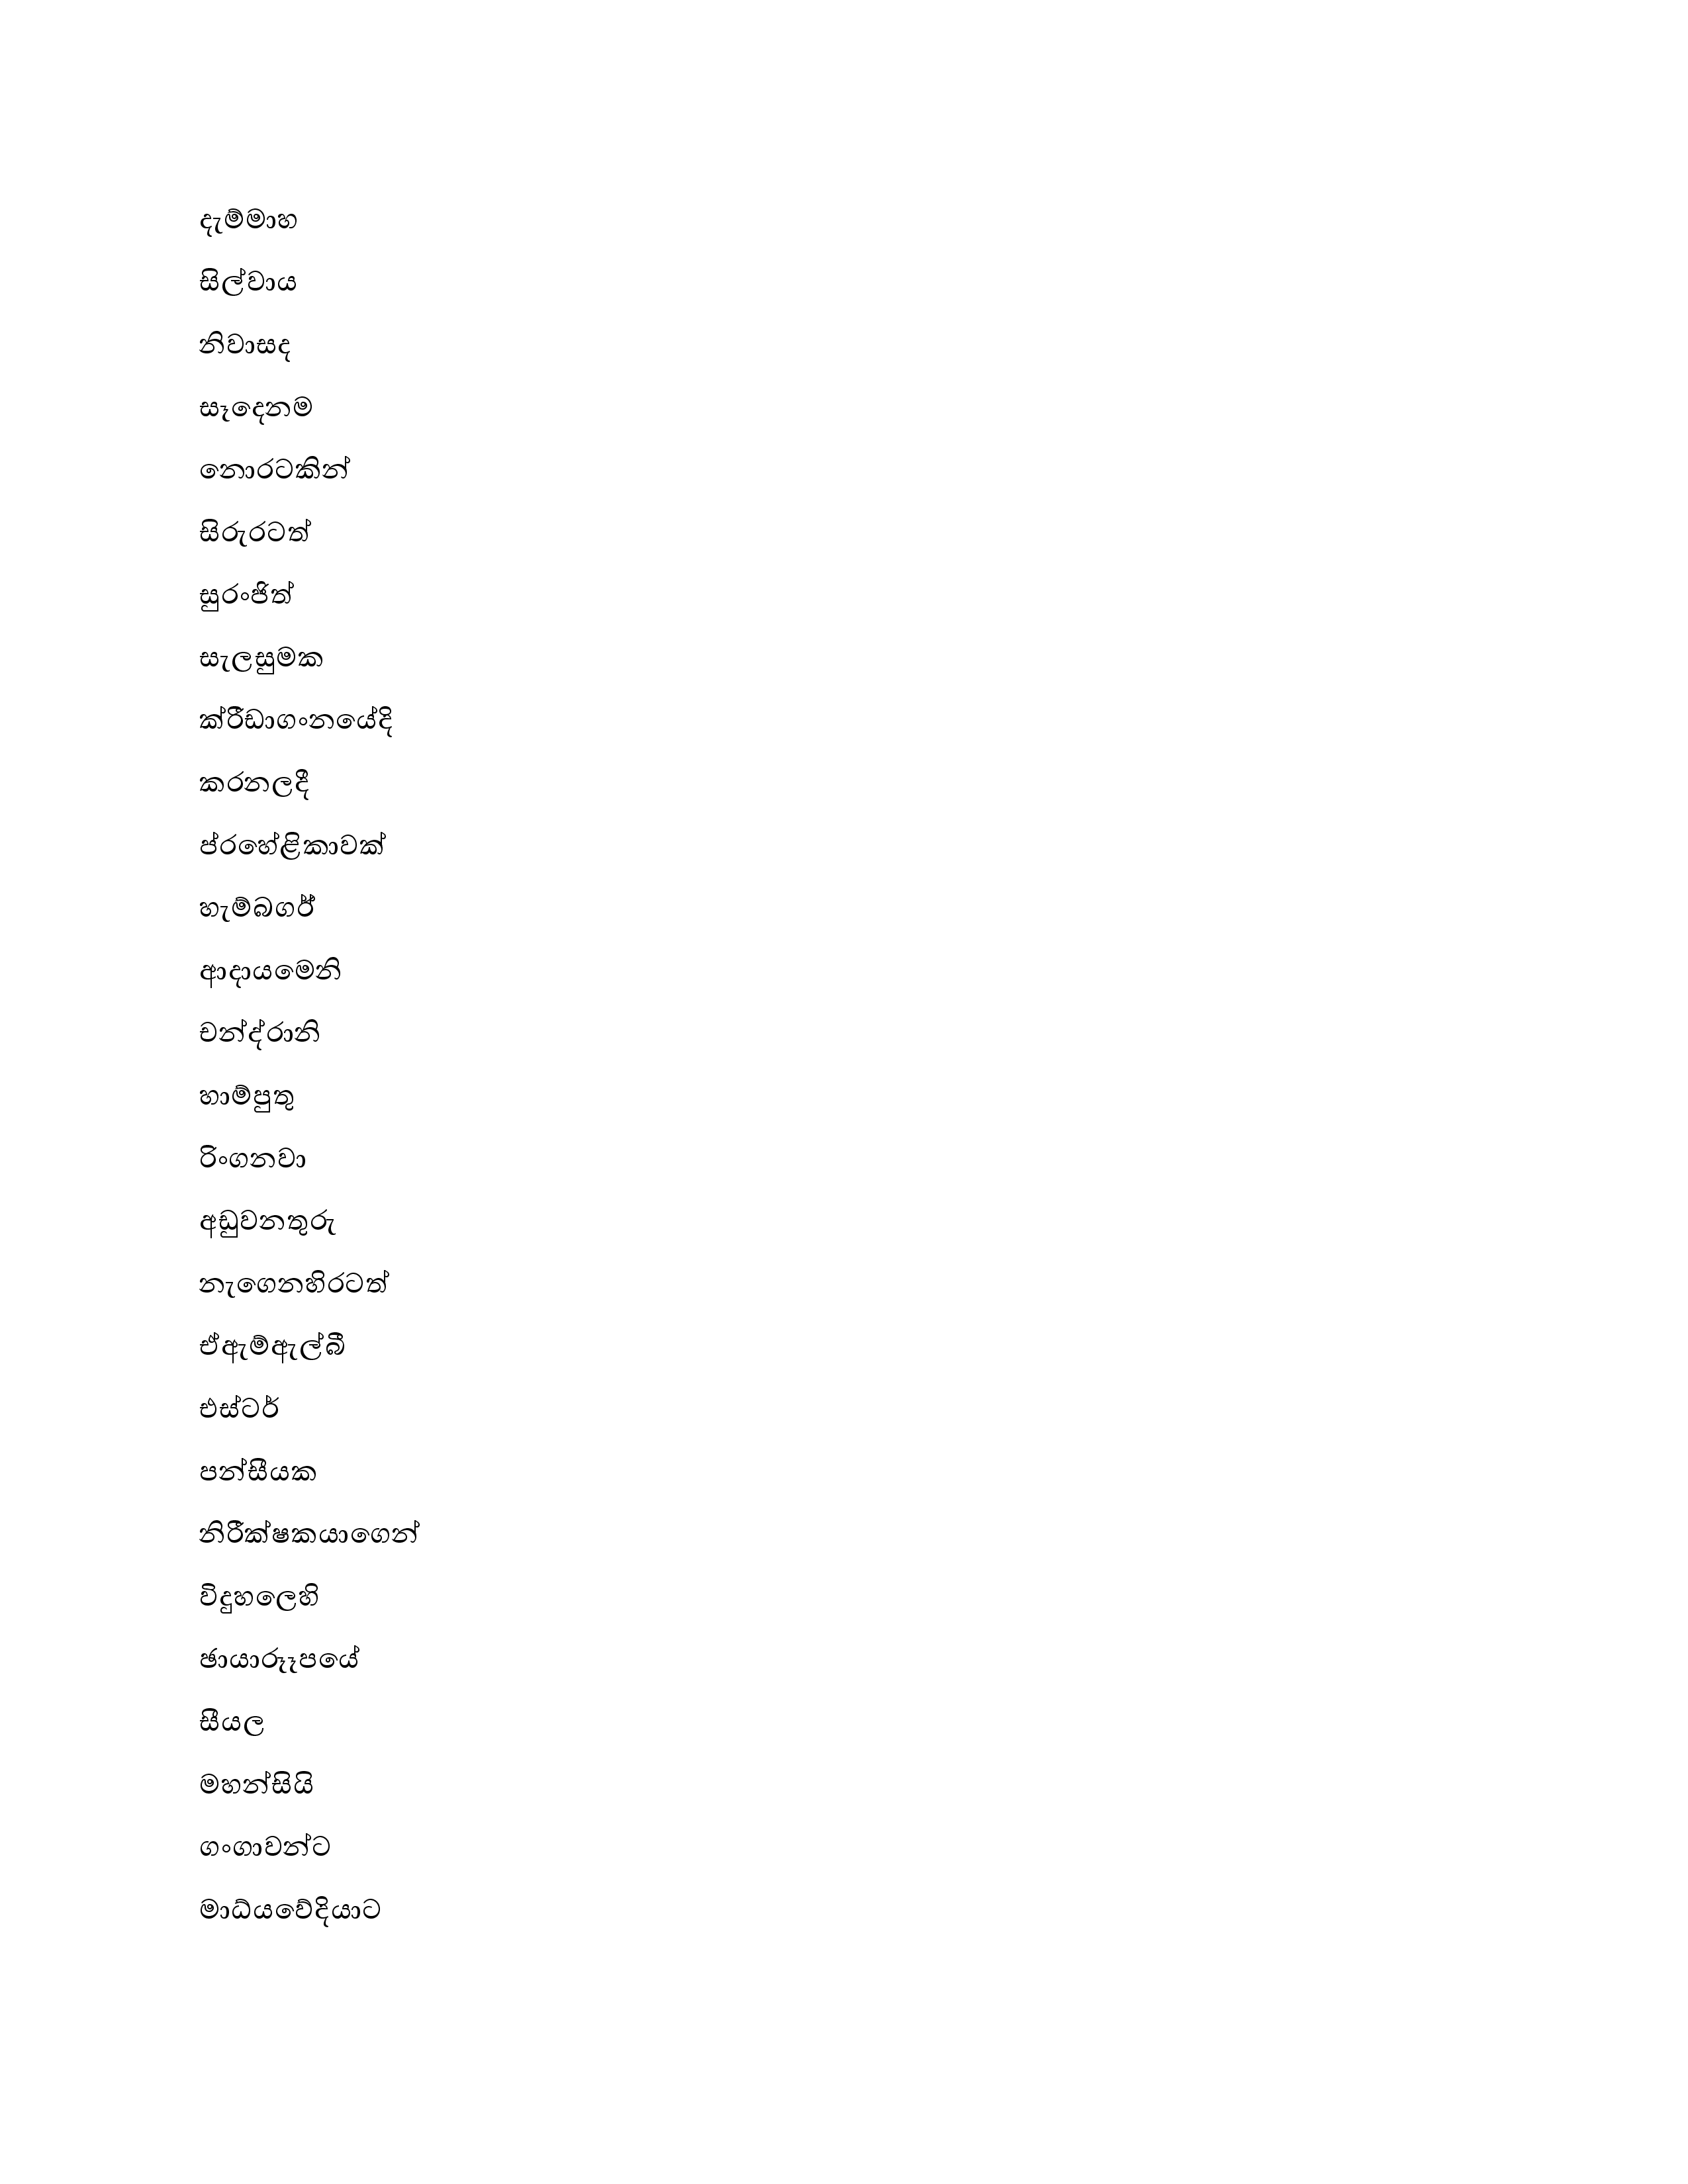 දැම්මාහ
සිල්වාය
නිවාසද
සෑදෙනම
නොරටකින්
සිරුරටත්
සුරංජිත්
සැලසුමක
ක්රීඩාගංනයේදි
කරනලදී
ප්රහේළිකාවක්
හැම්බගර්
ආදායමෙනි
චන්ද්රානි
හාම්පුතු
රිංගනවා
අඩුවනතුරු
නැගෙනහිරටත්
ඒඇම්ඇල්බී
එස්ටර්
පන්සීයක
නිරීක්ෂකයාගෙන්
විදුහලෙහි
ඡායාරූෑපයේ
සීයල
මහන්සියි
ගංගාවන්ට
මාධ්යවේදියාට